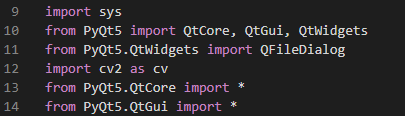 9 import sys
10 from PyQt5 import QtCore, QtGui, QtWidgets
11 from PyQt5.QtWidgets import QFileDialog
12 import cv2 as cv
13 from PyQt5.QtCore import *
14 from PyQt5.QtGui import *